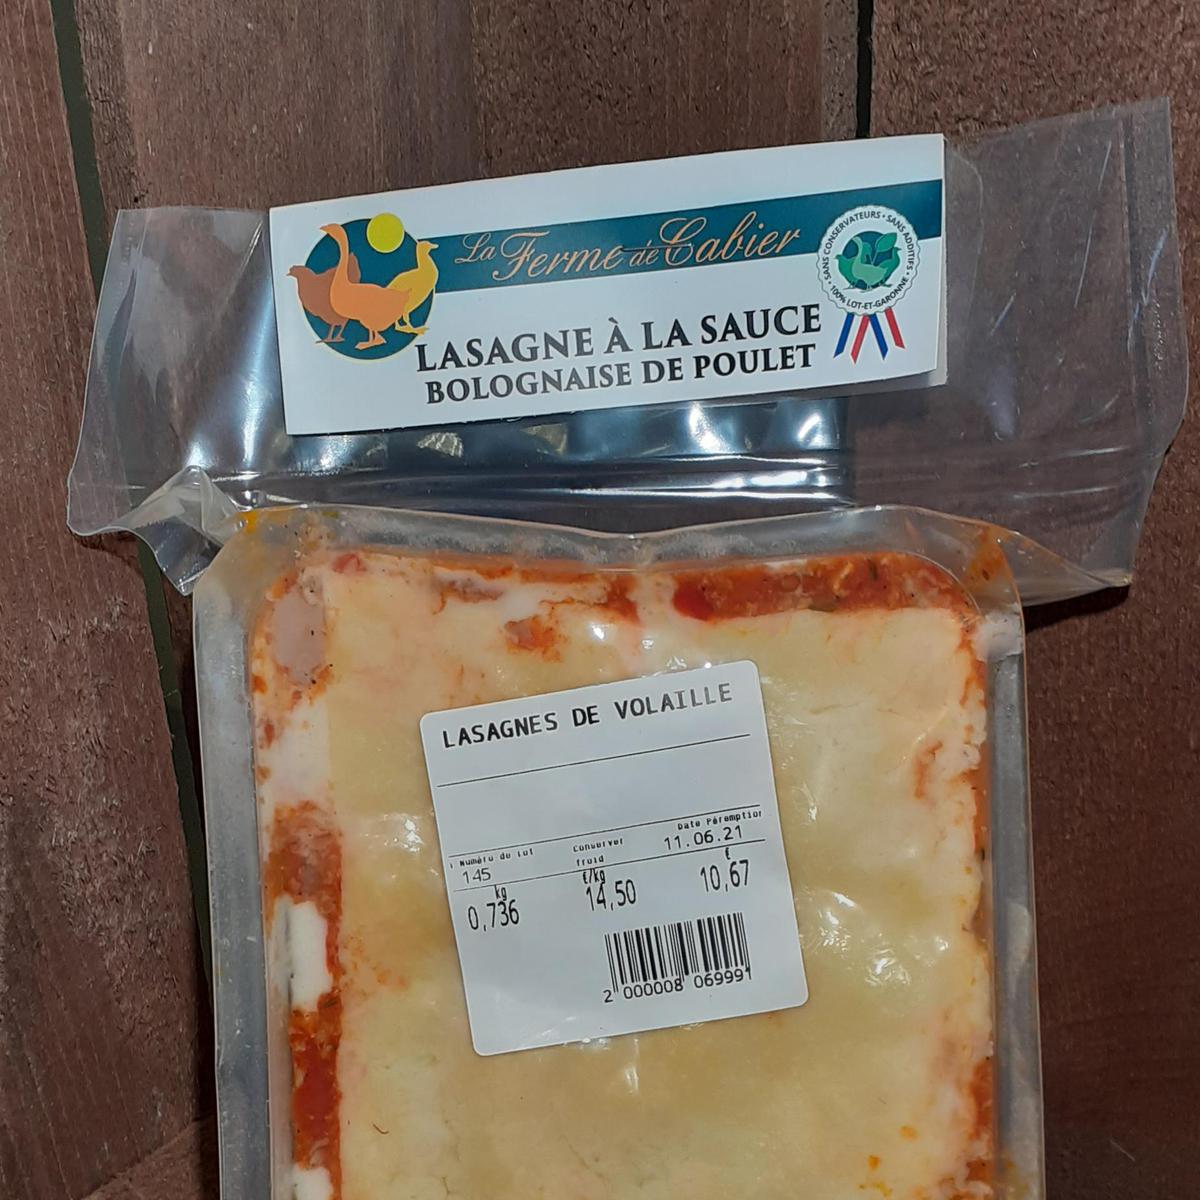 La Ferme de Cabier
SANS CONSERVATEURS • SANS ADDITIFS • 100% LOT-ET-GARONNE •
LASAGNE À LA SAUCE
BOLOGNAISE DE POULET
LASAGNES DE VOLAILLE
Numéro du lot Conserver Date Péremption
145 froid 11.06.21
kg €/kg €
0,736 14,50 10,67
2 000008 069991